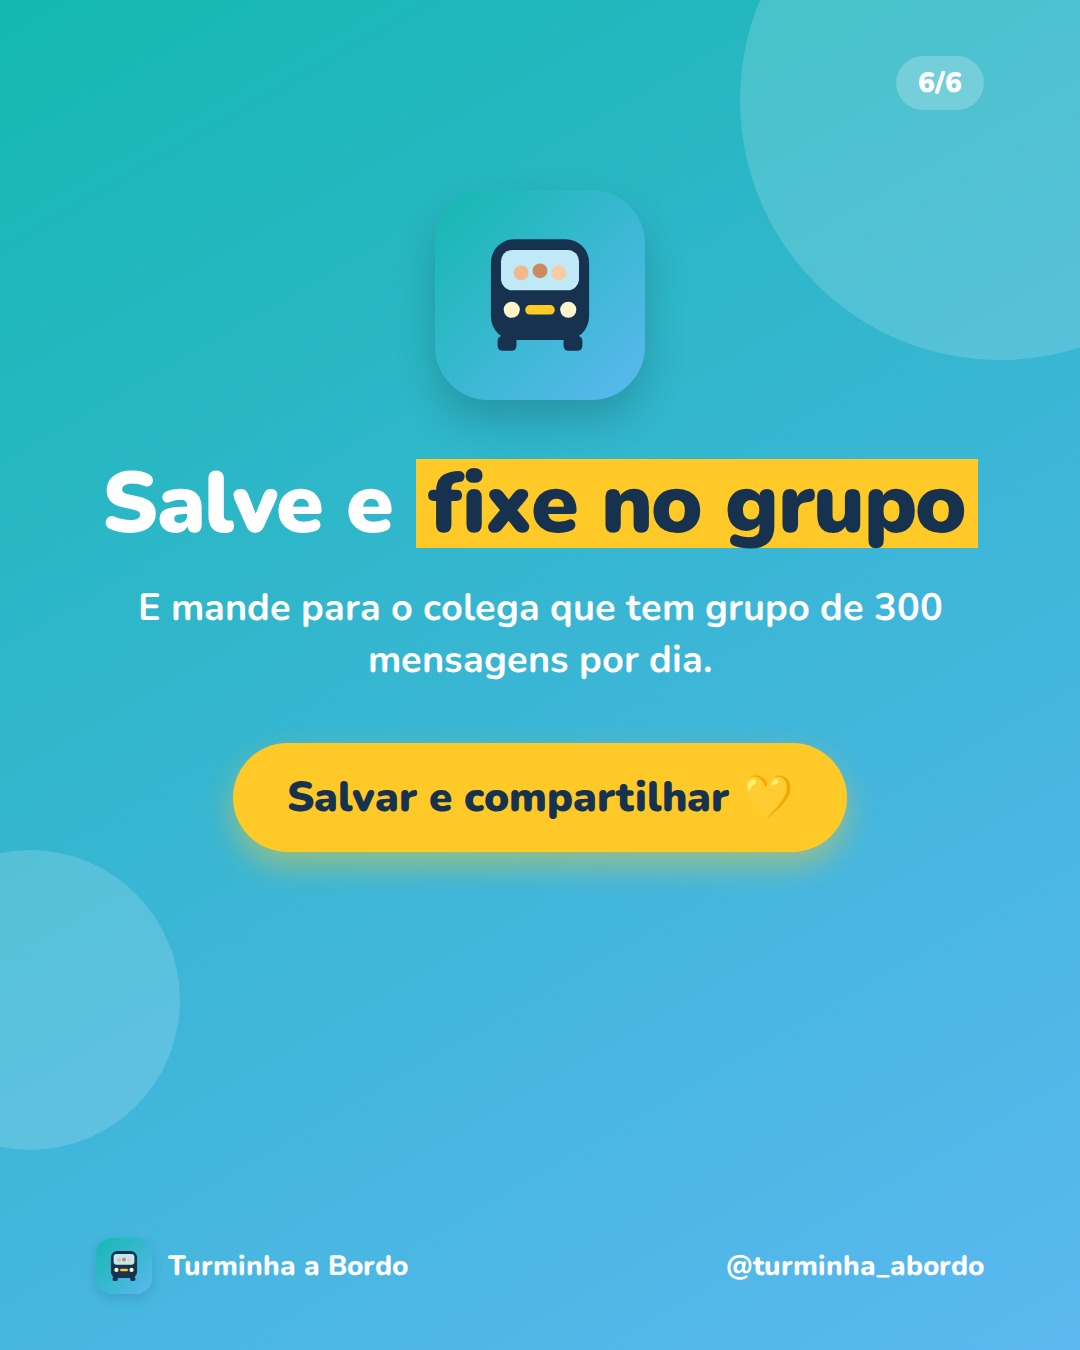 6/6
Salve e fixe no grupo
E mande para o colega que tem grupo de 300
mensagens por dia.
Salvar e compartilhar 💛
Turminha a Bordo
@turminha_abordo